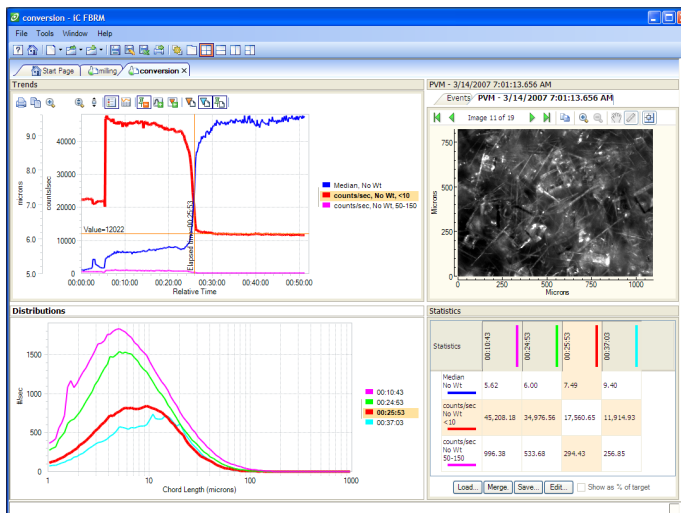 conversion - iC FBRM
File Tools Window Help
Start Page milling conversion
Trends
microns
9.0
8.0
7.0
6.0
5.0
counts/sec
40000
30000
20000
10000
0
Value=12022
Elapsed time: 00:25:53
00:00:00 00:10:00 00:20:00 00:30:00 00:40:00 00:50:00
Relative Time
Median, No Wt
counts/sec, No Wt, <10
counts/sec, No Wt, 50-150
PVM - 3/14/2007 7:01:13.656 AM
Events PVM - 3/14/2007 7:01:13.656 AM
Image 11 of 19
Microns
750
500
250
0
0 250 500 750 1000
Microns
Distributions
#/sec
1500
1000
500
0
1 10 100 1000
Chord Length (microns)
00:10:43
00:24:53
00:25:53
00:37:03
Statistics
Statistics 00:10:43 00:24:53 00:25:53 00:37:03
Median
No Wt
5.62 6.00 7.49 9.40
counts/sec
No Wt
<10
45,208.18 34,976.56 17,560.65 11,914.93
counts/sec
No Wt
50-150
996.38 533.68 294.43 256.85
Load... Merge. Save... Edit... Show as % of target